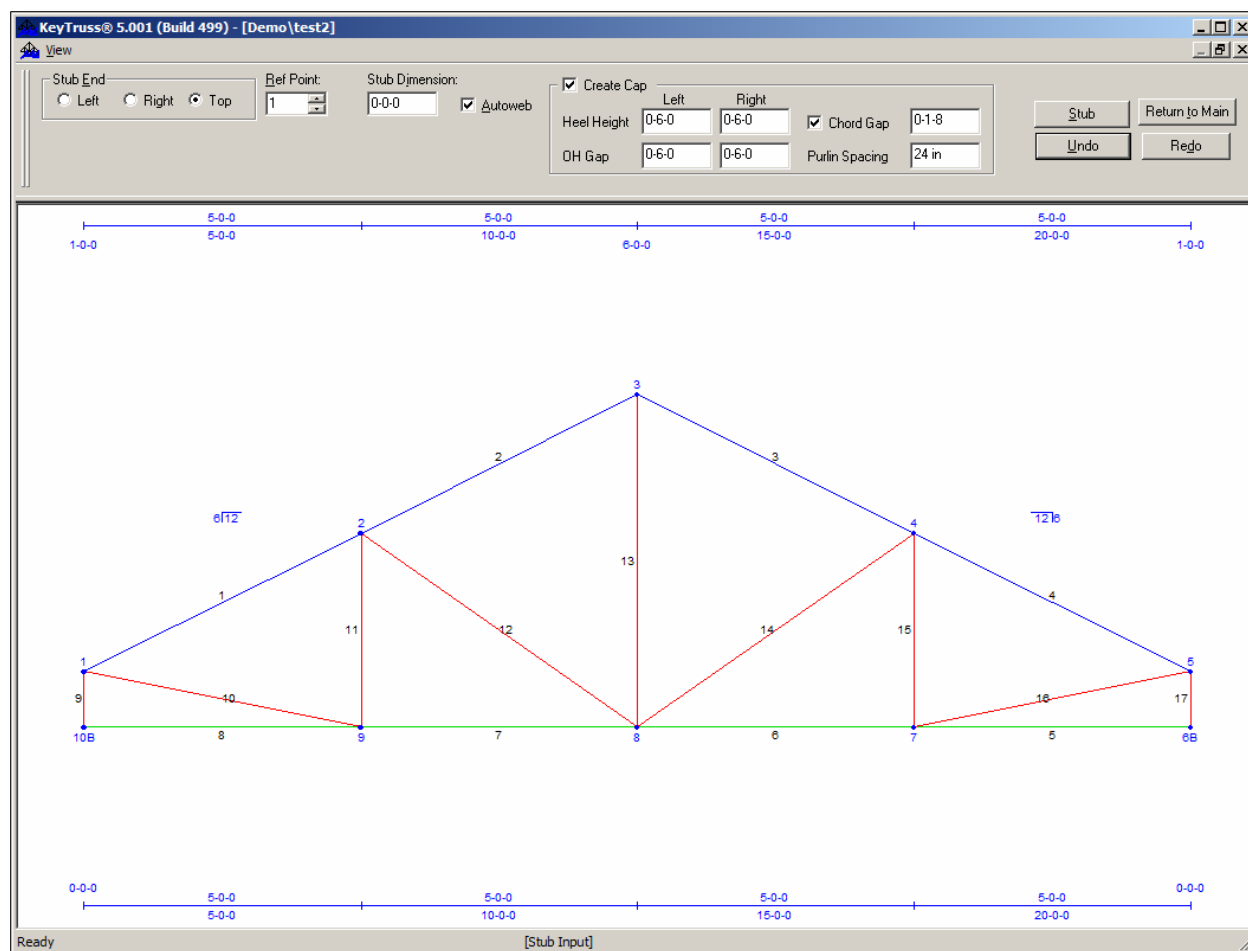 KeyTruss® 5.001 (Build 499) - [Demo\test2]
View
Stub End
Left Right Top
Ref Point:
1
Stub Dimension:
0-0-0
Autoweb
Create Cap
Left Right
Heel Height 0-6-0 0-6-0 Chord Gap 0-1-8
OH Gap 0-6-0 0-6-0 Purlin Spacing 24 in
Stub Return to Main
Undo Redo
5-0-0 5-0-0 5-0-0 5-0-0
5-0-0 10-0-0 15-0-0 20-0-0
1-0-0 6-0-0 1-0-0
3
2 3
6 12 2 4 12 6
13
1 4
11 12 14 15
1 5
9 10 16 17
10B 8 9 7 8 6 7 5 6B
0-0-0 0-0-0
5-0-0 5-0-0 5-0-0 5-0-0
5-0-0 10-0-0 15-0-0 20-0-0
Ready [Stub Input]